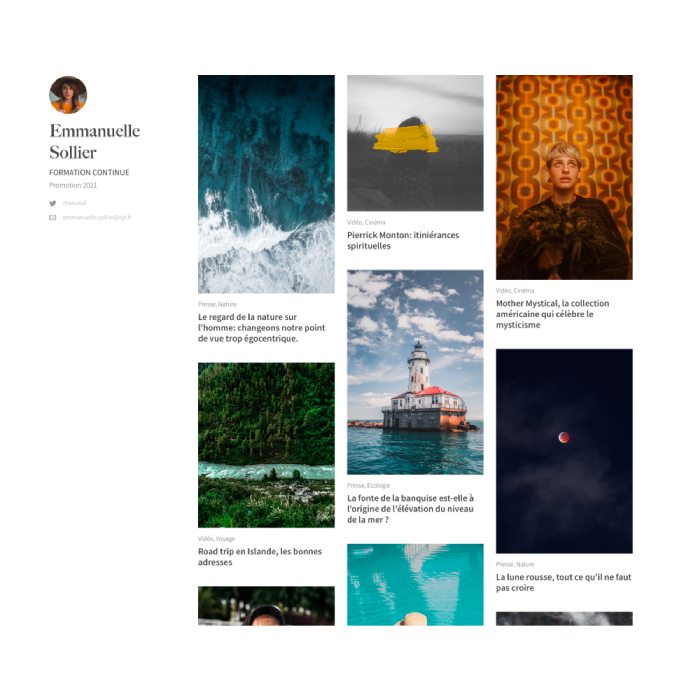 Emmanuelle
Sollier
FORMATION CONTINUE
Promotion 2021
manusol
emmanuelle.sollier@ejt.fr
Presse, Nature
Le regard de la nature sur
l'homme: changeons notre point
de vue trop égocentrique.
Vidéo, Voyage
Road trip en Islande, les bonnes
adresses
Vidéo, Cinéma
Pierrick Monton: itiniérances
spirituelles
Presse, Ecologie
La fonte de la banquise est-elle à
l'origine de l'élévation du niveau
de la mer ?
Vidéo, Cinéma
Mother Mystical, la collection
américaine qui célèbre le
mysticisme
Presse, Nature
La lune rousse, tout ce qu'il ne faut
pas croire